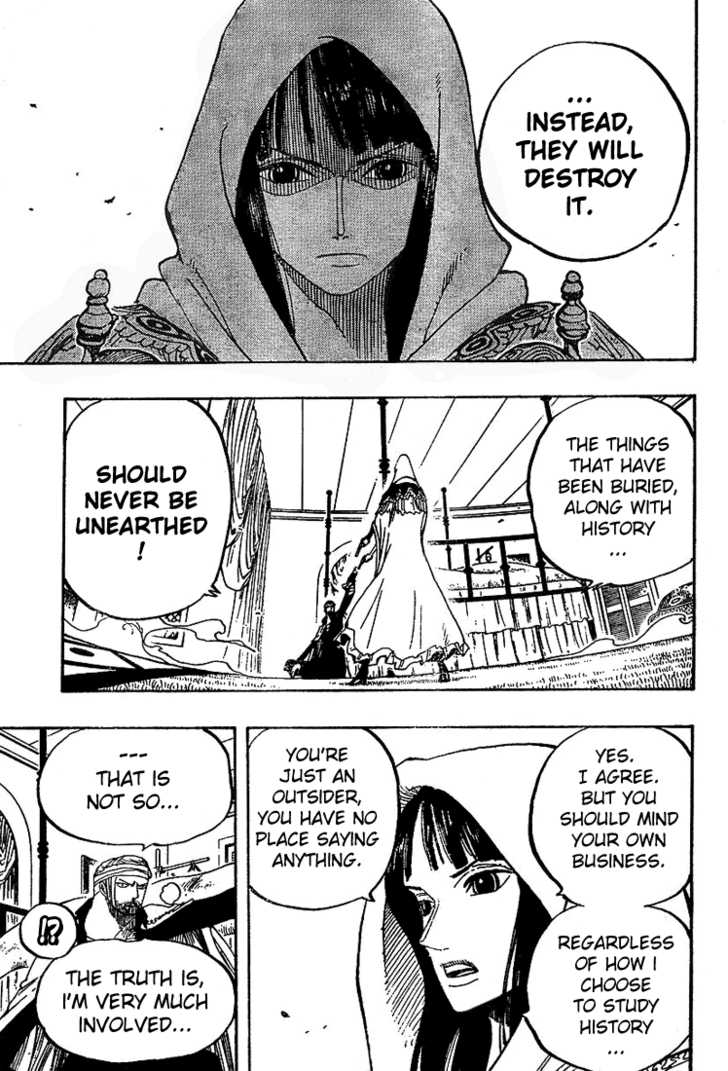 ...
INSTEAD,
THEY WILL
DESTROY
IT.
THE THINGS
THAT HAVE
BEEN BURIED,
ALONG WITH
HISTORY
...
SHOULD
NEVER BE
UNEARTHED
!
YES.
I AGREE.
BUT YOU
SHOULD MIND
YOUR OWN
BUSINESS.
REGARDLESS
OF HOW I
CHOOSE
TO STUDY
HISTORY
...
YOU'RE
JUST AN
OUTSIDER,
YOU HAVE NO
PLACE SAYING
ANYTHING.
---
THAT IS
NOT SO...
!?
THE TRUTH IS,
I'M VERY MUCH
INVOLVED...